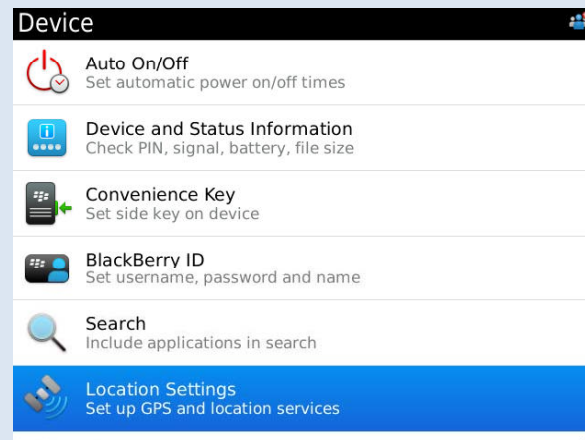 Device
Auto On/Off
Set automatic power on/off times
Device and Status Information
Check PIN, signal, battery, file size
Convenience Key
Set side key on device
BlackBerry ID
Set username, password and name
Search
Include applications in search
Location Settings
Set up GPS and location services